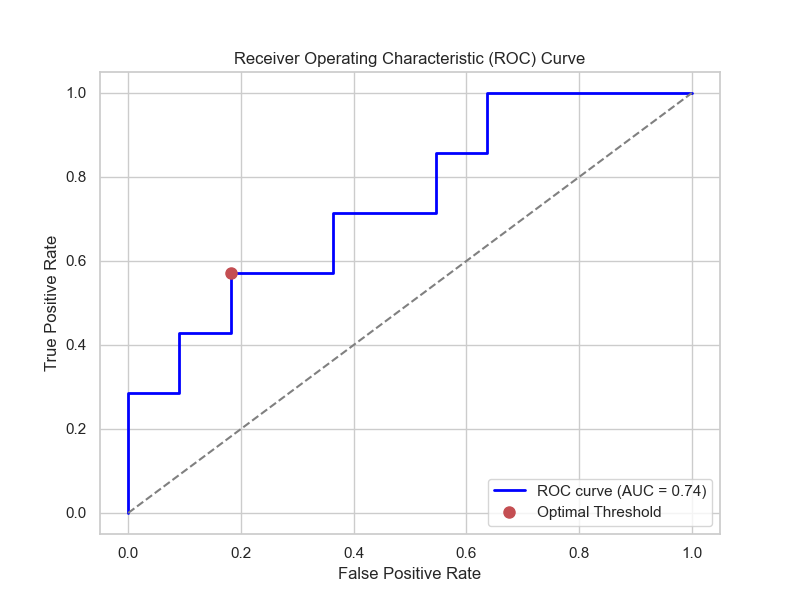 Receiver Operating Characteristic (ROC) Curve
True Positive Rate
1.0
0.8
0.6
0.4
0.2
0.0
ROC curve (AUC = 0.74)
Optimal Threshold
0.0 0.2 0.4 0.6 0.8 1.0
False Positive Rate